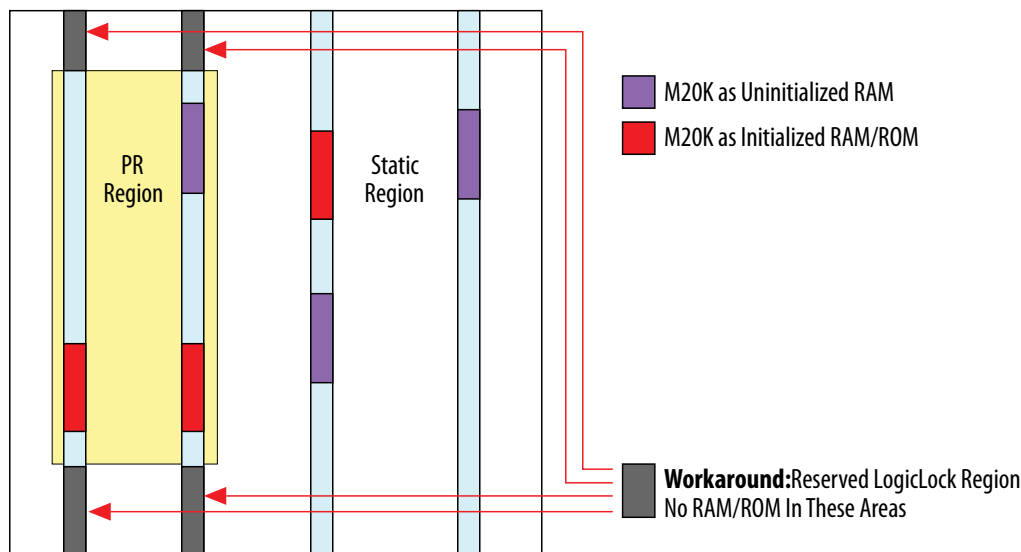 M20K as Uninitialized RAM
M20K as Initialized RAM/ROM
PR
Region
Static
Region
Workaround:Reserved LogicLock Region
No RAM/ROM In These Areas